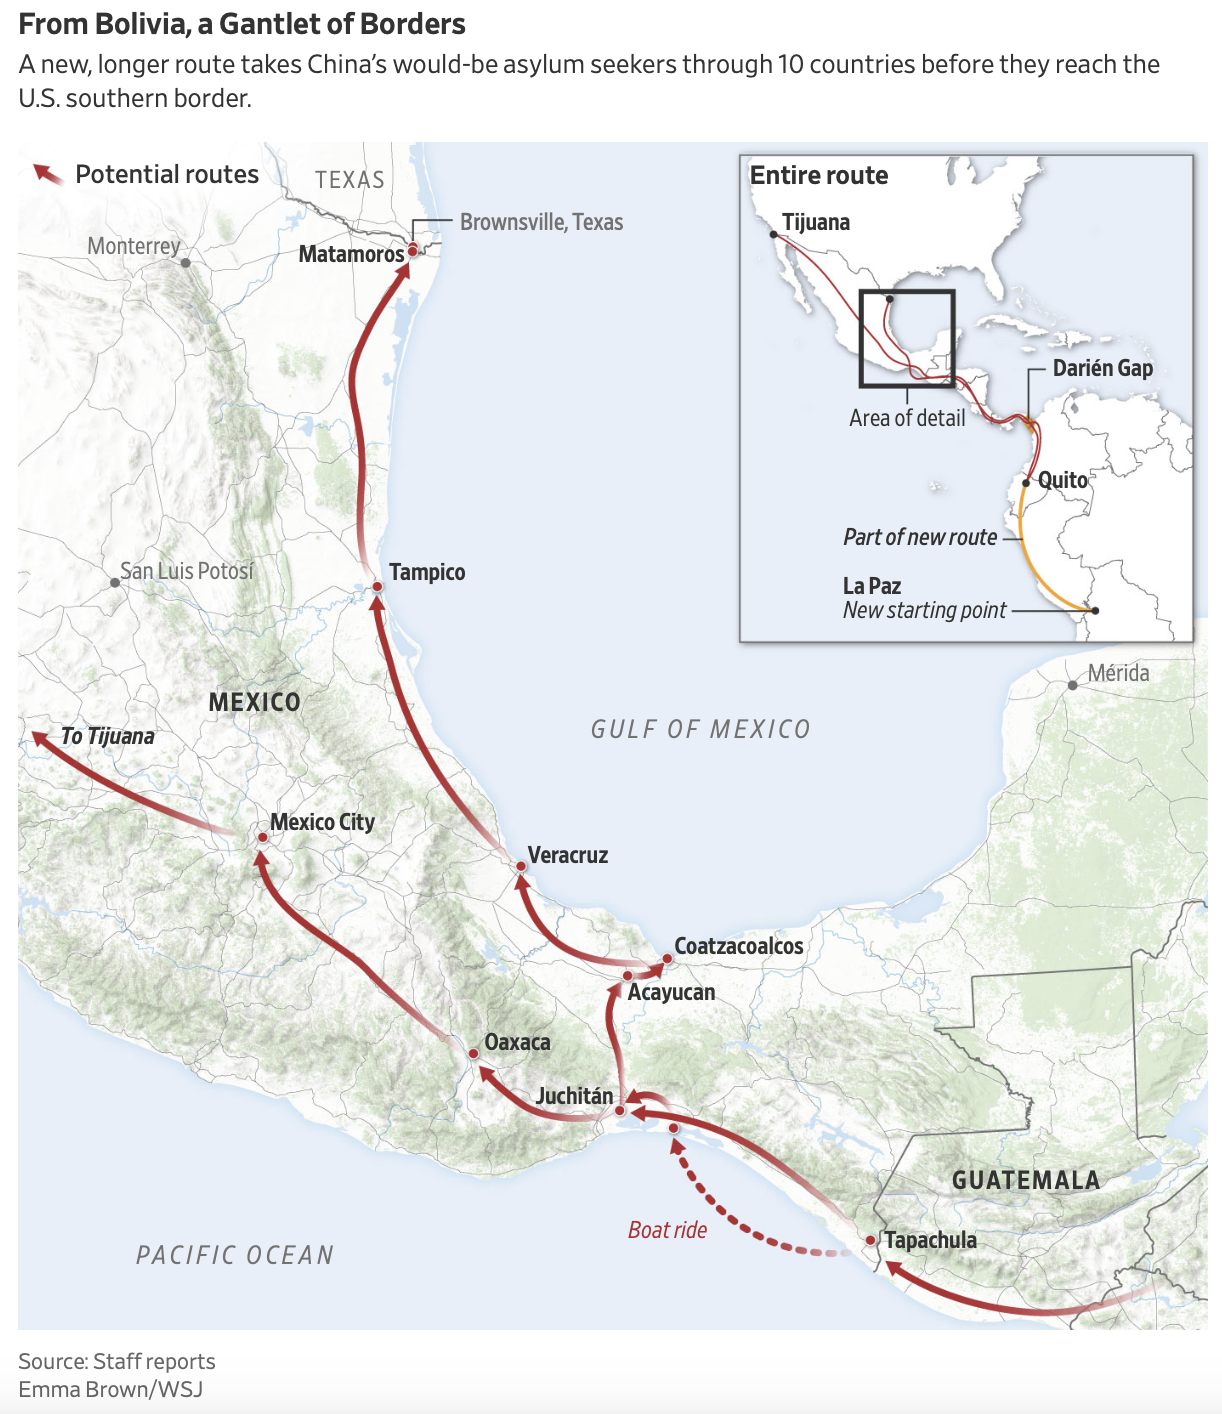 From Bolivia, a Gantlet of Borders
A new, longer route takes China's would-be asylum seekers through 10 countries before they reach the
U.S. southern border.
Potential routes
TEXAS
Brownsville, Texas
Monterrey
Matamoros
Entire route
Tijuana
Darién Gap
Area of detail
Quito
Part of new route
La Paz
New starting point
San Luis Potosí
Tampico
Mérida
MEXICO
GULF OF MEXICO
To Tijuana
Mexico City
Veracruz
Coatzacoalcos
Acayucan
Oaxaca
Juchitán
GUATEMALA
Boat ride
Tapachula
PACIFIC OCEAN
Source: Staff reports
Emma Brown/WSJ